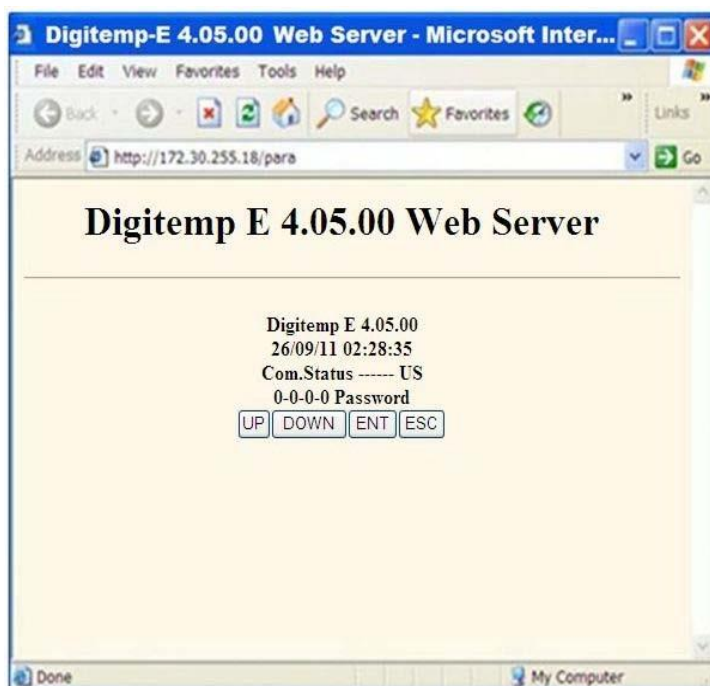 Digitemp-E 4.05.00 Web Server - Microsoft Inter...
File Edit View Favorites Tools Help
Back Search Favorites » Links »
Address http://172.30.255.18/para Go
Digitemp E 4.05.00 Web Server
Digitemp E 4.05.00
26/09/11 02:28:35
Com.Status ------ US
0-0-0-0 Password
UP DOWN ENT ESC
Done My Computer